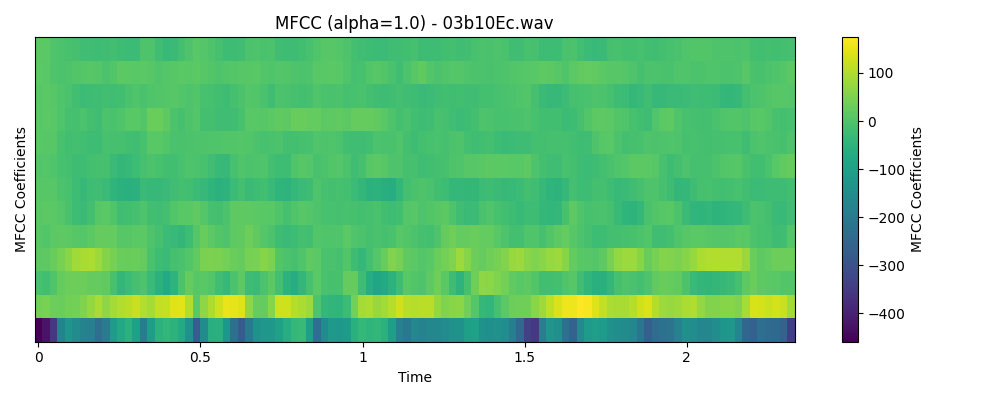 MFCC (alpha=1.0) - 03b10Ec.wav
MFCC Coefficients
0
0.5
1
1.5
2
Time
100
0
−100
−200
−300
−400
MFCC Coefficients